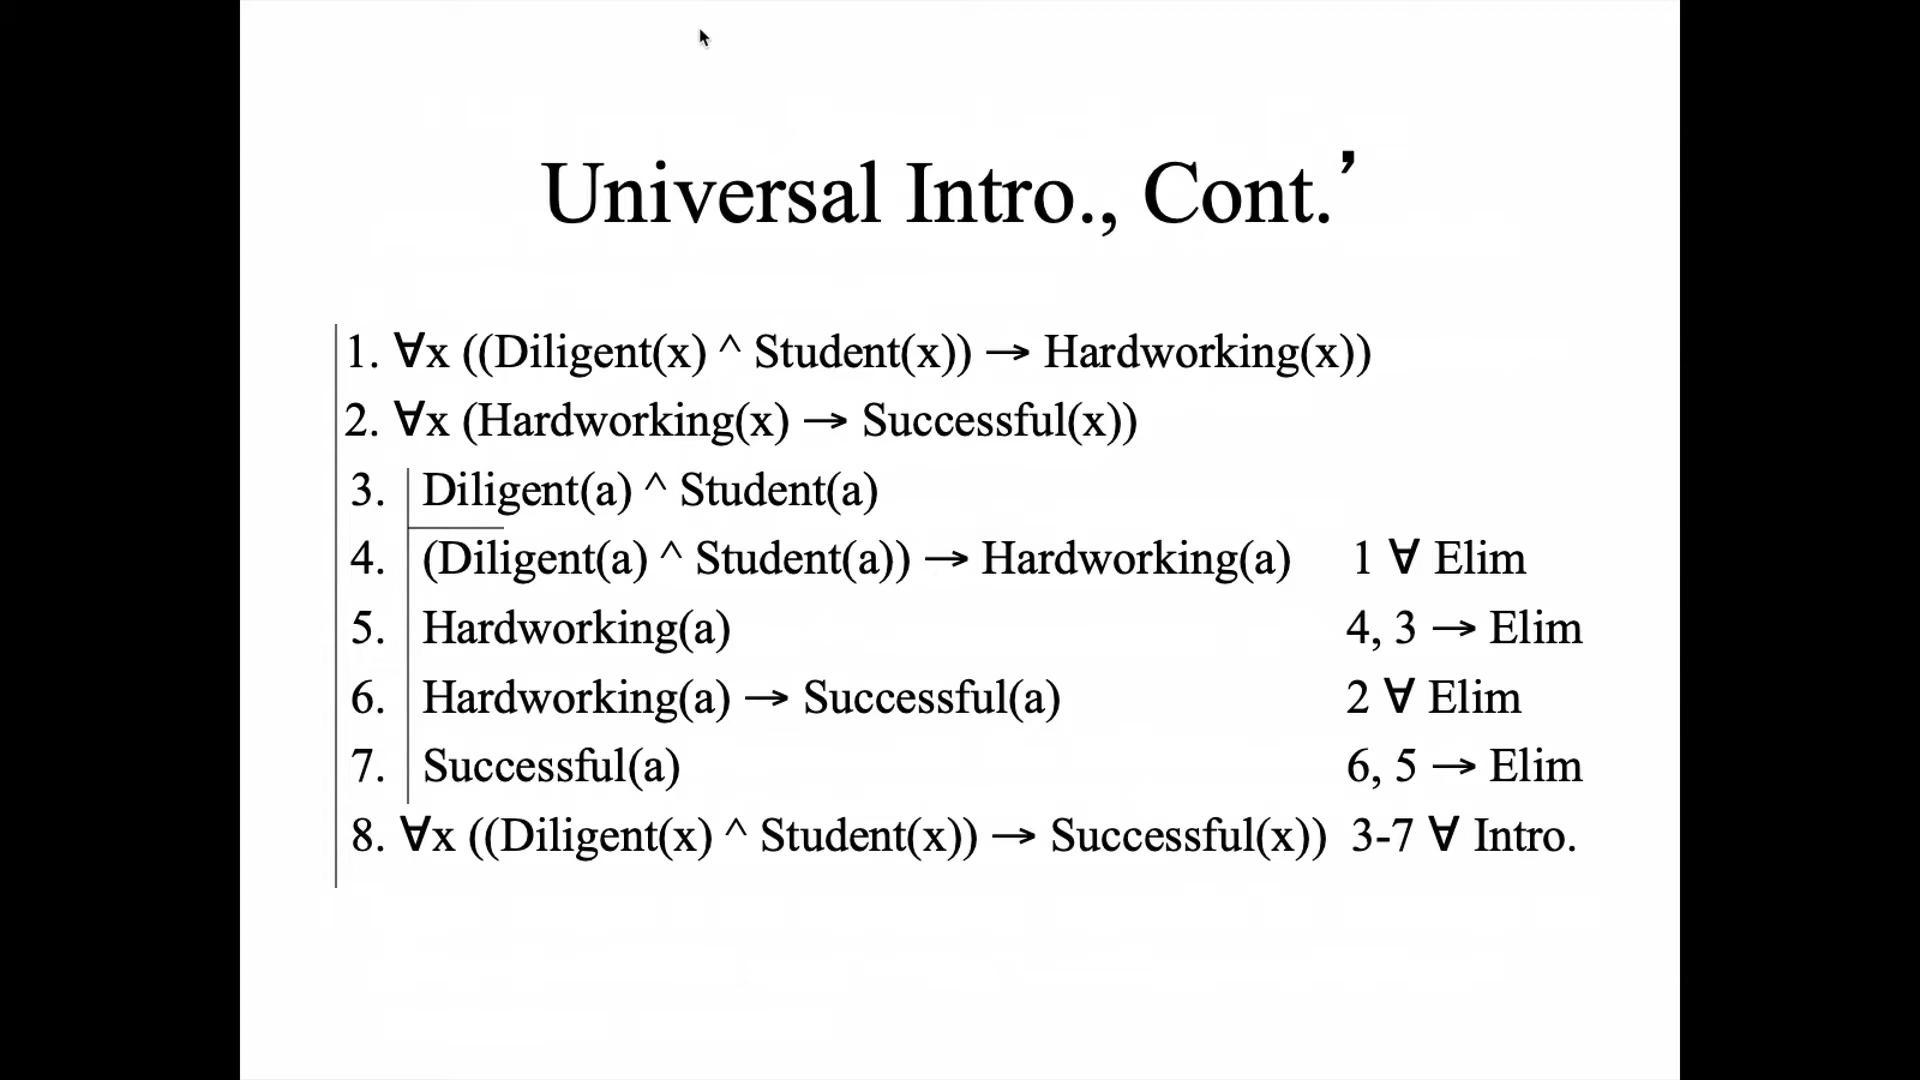 Universal Intro., Cont.’
1. ∀x ((Diligent(x) ^ Student(x)) → Hardworking(x))
2. ∀x (Hardworking(x) → Successful(x))
3. Diligent(a) ^ Student(a)
4. (Diligent(a) ^ Student(a)) → Hardworking(a) 1 ∀ Elim
5. Hardworking(a) 4, 3 → Elim
6. Hardworking(a) → Successful(a) 2 ∀ Elim
7. Successful(a) 6, 5 → Elim
8. ∀x ((Diligent(x) ^ Student(x)) → Successful(x)) 3-7 ∀ Intro.